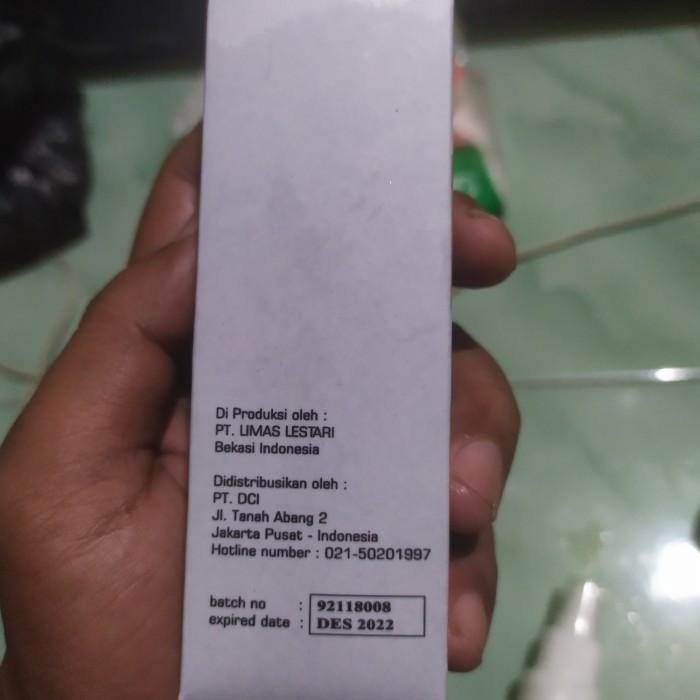 Di Produksi oleh :
PT. LIMAS LESTARI
Bekasi Indonesia
Didistribusikan oleh :
PT. DCI
Jl. Tanah Abang 2
Jakarta Pusat - Indonesia
Hotline number : 021-50201997
batch no : 92118008
expired date : DES 2022